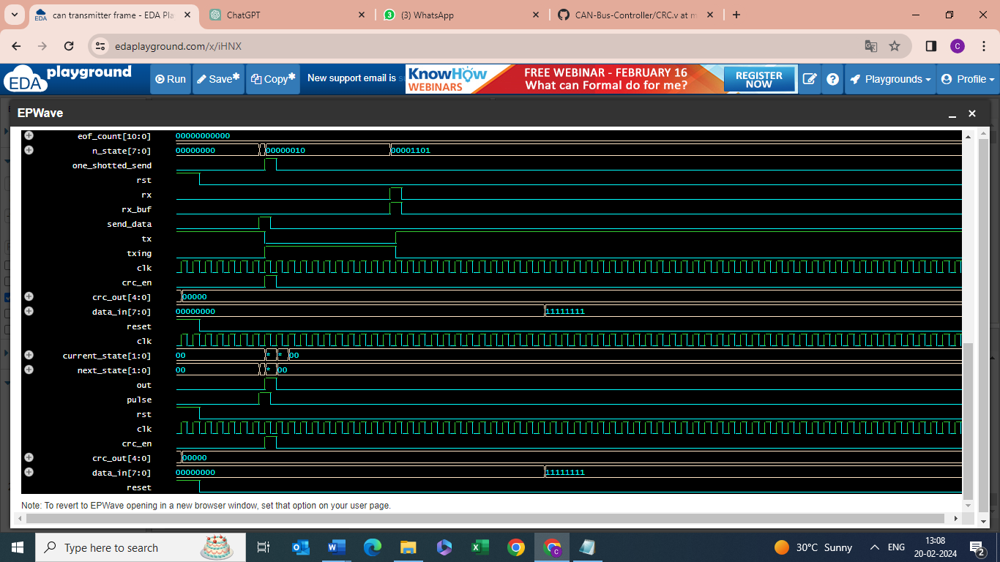 can transmitter frame - EDA Pla
ChatGPT
(3) WhatsApp
CAN-Bus-Controller/CRC.v at m
edaplayground.com/x/iHNX
C
EDA playground
Run
Save*
Copy*
New support email is s
KnowHow WEBINARS
FREE WEBINAR - FEBRUARY 16
What can Formal do for me?
REGISTER NOW
Playgrounds
Profile
EPWave
eof_count[10:0] 00000000000
n_state[7:0] 00000000 00000010 00001101
one_shotted_send
rst
rx
rx_buf
send_data
tx
txing
clk
crc_en
crc_out[4:0] 00000
data_in[7:0] 00000000 11111111
reset
clk
current_state[1:0] 00 * * 00
next_state[1:0] 00 * 00
out
pulse
rst
clk
crc_en
crc_out[4:0] 00000
data_in[7:0] 00000000 11111111
reset
Note: To revert to EPWave opening in a new browser window, set that option on your user page.
Type here to search
30°C Sunny
ENG
13:08
20-02-2024
2